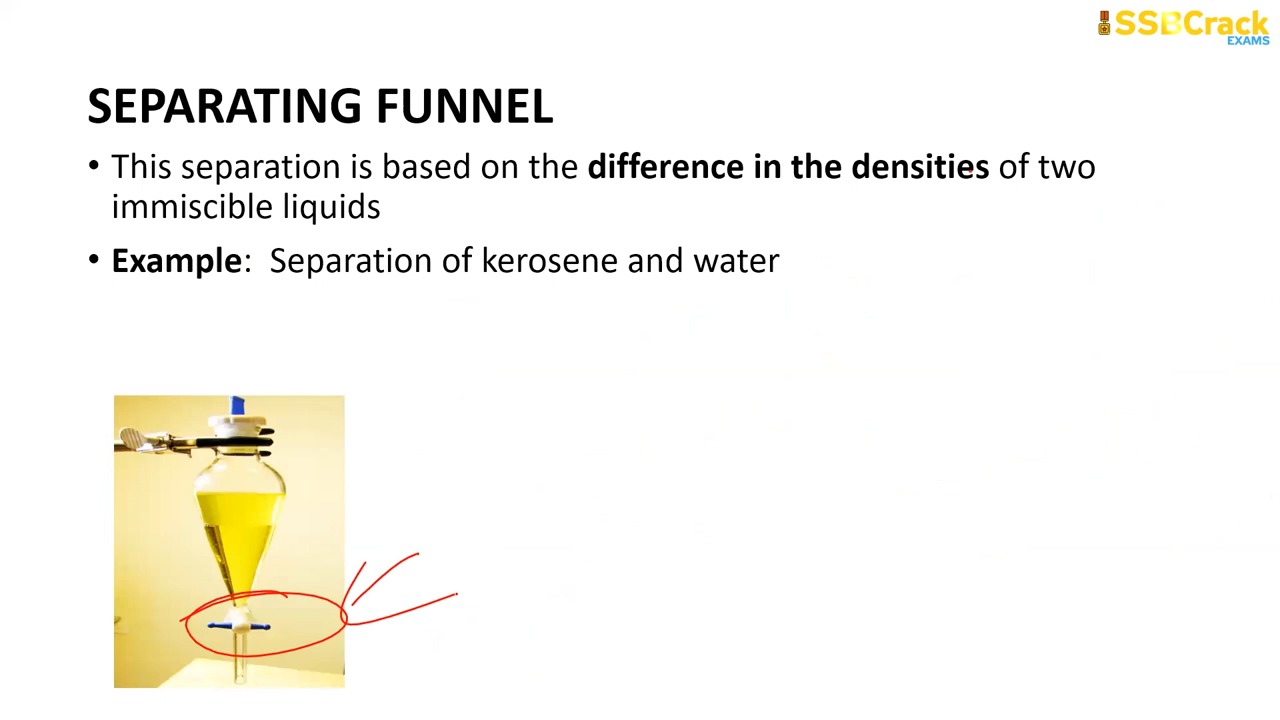 SSBCrack
EXAMS
SEPARATING FUNNEL
• This separation is based on the difference in the densities of two
immiscible liquids
• Example:  Separation of kerosene and water